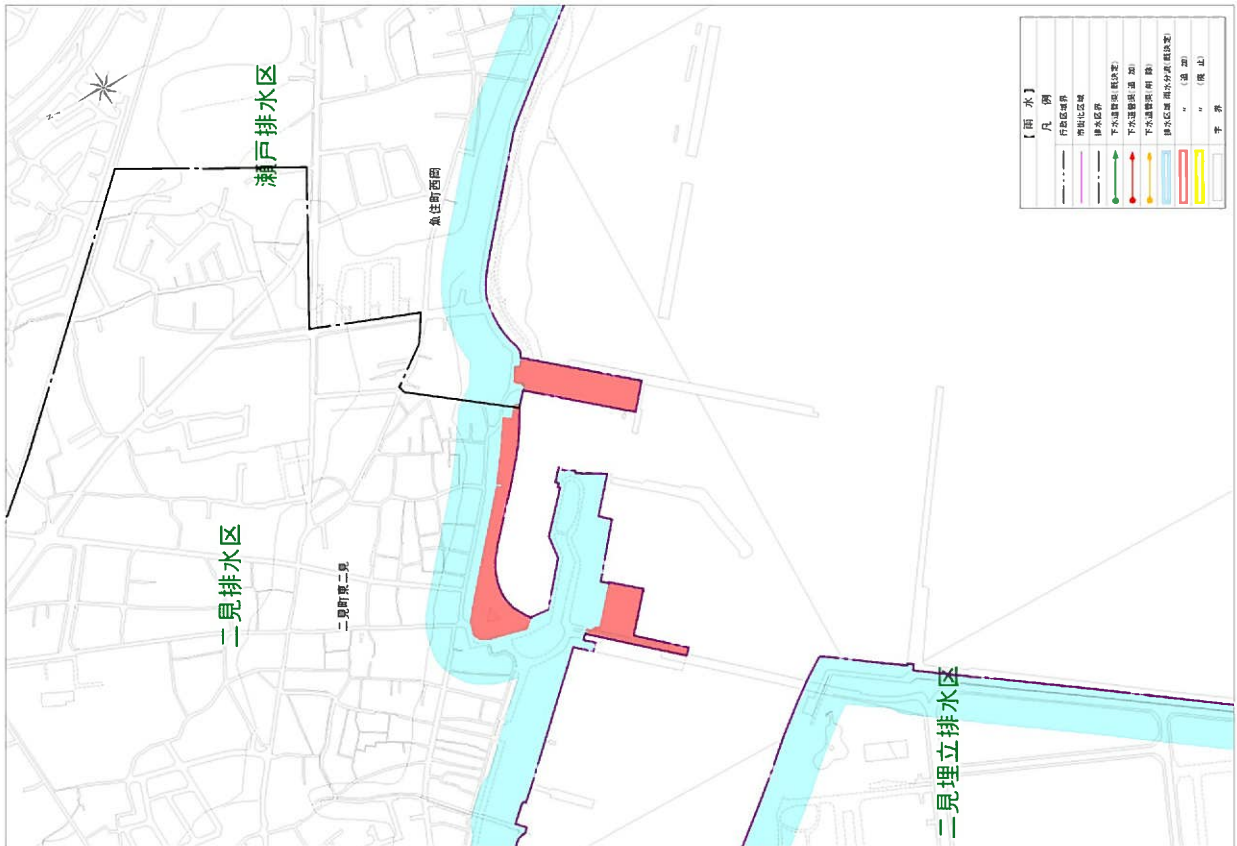 瀬戸排水区
魚住町西岡
二見排水区
二見町東二見
二見埋立排水区
N
【雨水】
凡例
行政区域界
市街化区域
排水区界
下水道管渠(既決定)
下水道管渠(追加)
下水道管渠(削除)
排水区域 雨水分流(既決定)
〃 (追加)
〃 (廃止)
字界